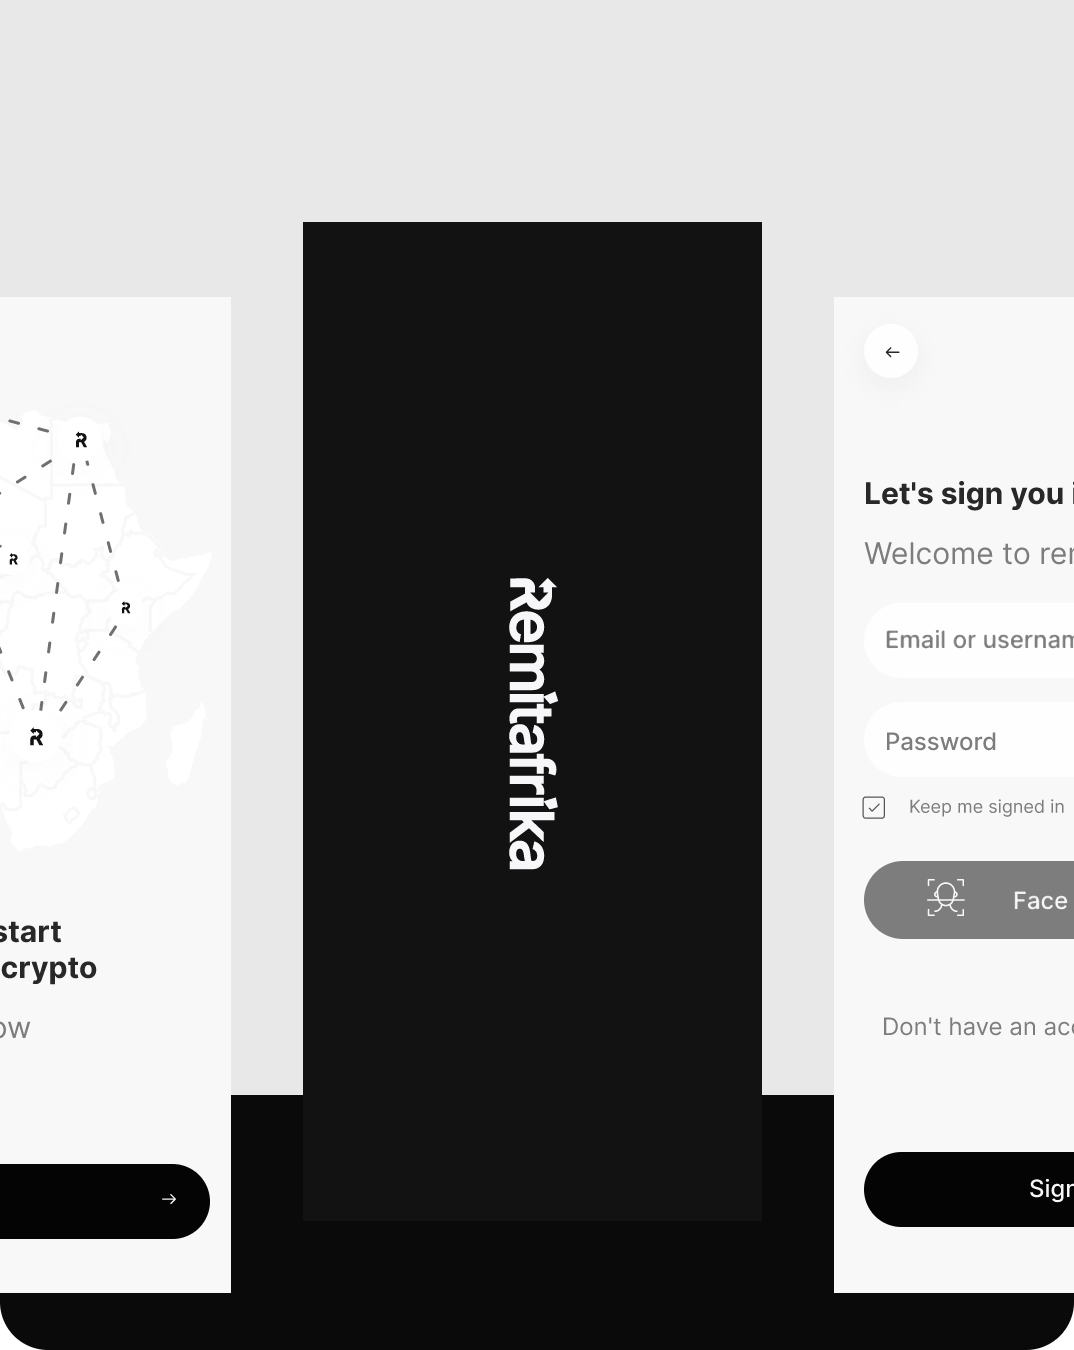 start
crypto
ow
Remitafrika
Let's sign you i
Welcome to rer
Email or usernam
Password
Keep me signed in
Face
Don't have an acc
Sign